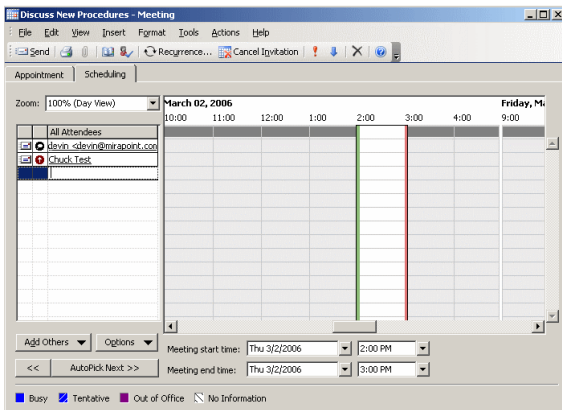 Discuss New Procedures - Meeting
File Edit View Insert Format Tools Actions Help
Send Recurrence... Cancel Invitation
Appointment Scheduling
Zoom: 100% (Day View) March 02, 2006 Friday, Ma
10:00 11:00 12:00 1:00 2:00 3:00 4:00 9:00
All Attendees
devin <devin@mirapoint.con
Chuck Test
Add Others Options Meeting start time: Thu 3/2/2006 2:00 PM
<< AutoPick Next >> Meeting end time: Thu 3/2/2006 3:00 PM
Busy Tentative Out of Office No Information